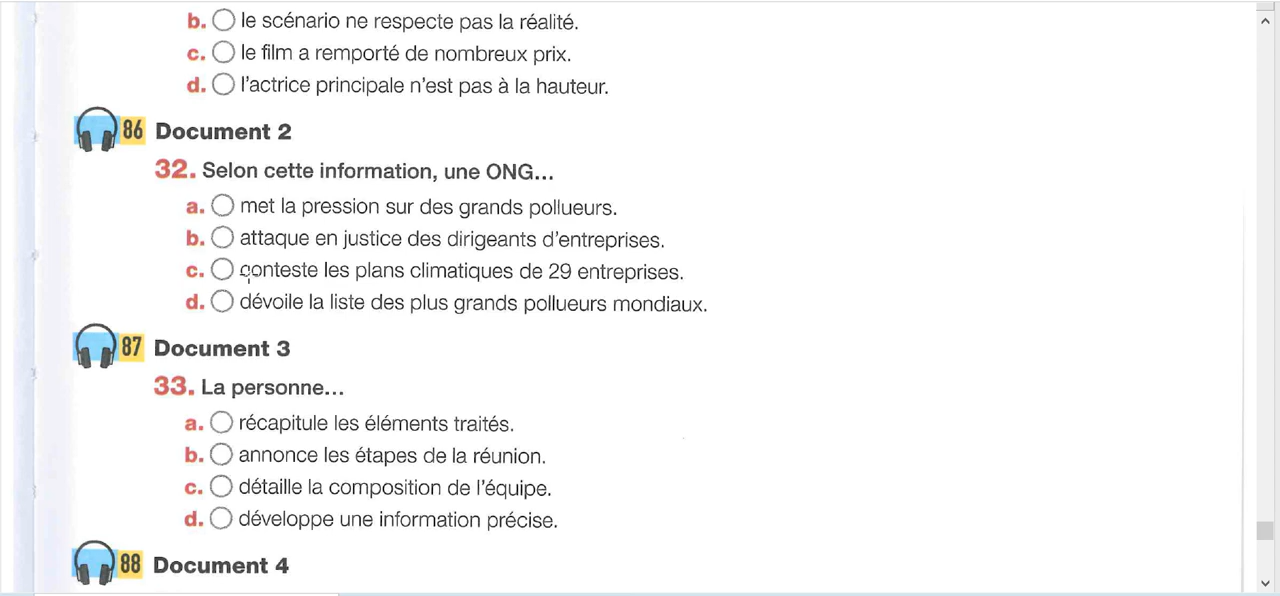 b. le scénario ne respecte pas la réalité.
c. le film a remporté de nombreux prix.
d. l'actrice principale n'est pas à la hauteur.
86 Document 2
32. Selon cette information, une ONG...
a. met la pression sur des grands pollueurs.
b. attaque en justice des dirigeants d'entreprises.
c. conteste les plans climatiques de 29 entreprises.
d. dévoile la liste des plus grands pollueurs mondiaux.
87 Document 3
33. La personne...
a. récapitule les éléments traités.
b. annonce les étapes de la réunion.
c. détaille la composition de l'équipe.
d. développe une information précise.
88 Document 4